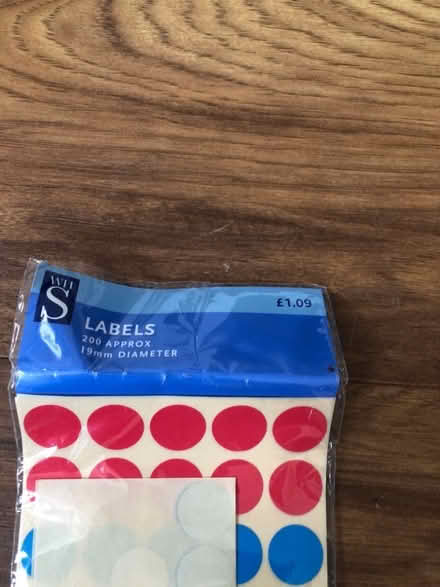 WH
S
£1.09
LABELS
200 APPROX
19mm DIAMETER